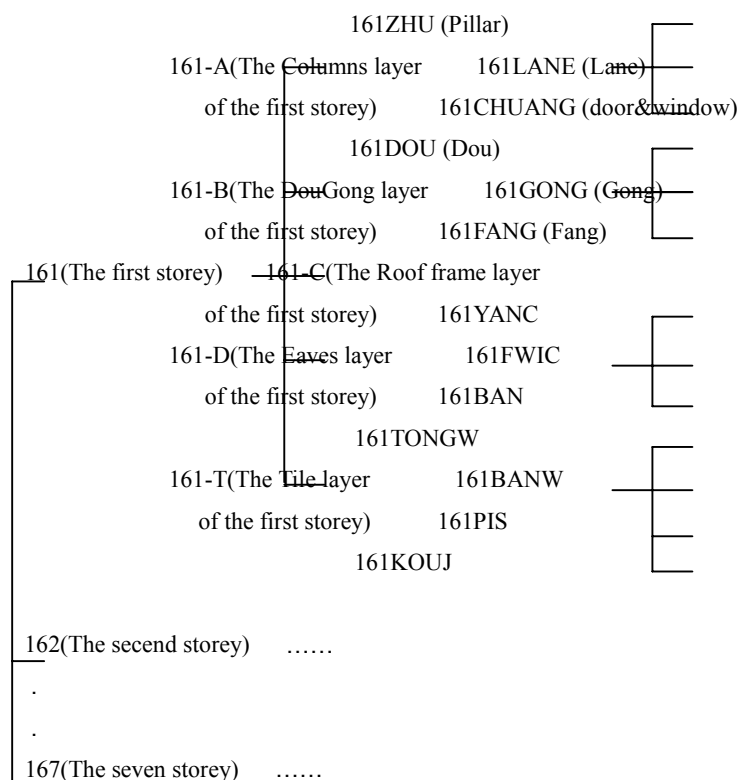 161ZHU (Pillar)
161-A(The Columns layer 161LANE (Lane)
of the first storey) 161CHUANG (door&window)
161DOU (Dou)
161-B(The DouGong layer 161GONG (Gong)
of the first storey) 161FANG (Fang)
161(The first storey) 161-C(The Roof frame layer
of the first storey) 161YANC
161-D(The Eaves layer 161FWIC
of the first storey) 161BAN
161TONGW
161-T(The Tile layer 161BANW
of the first storey) 161PIS
161KOUJ
162(The secend storey) ……
.
.
167(The seven storey) ……